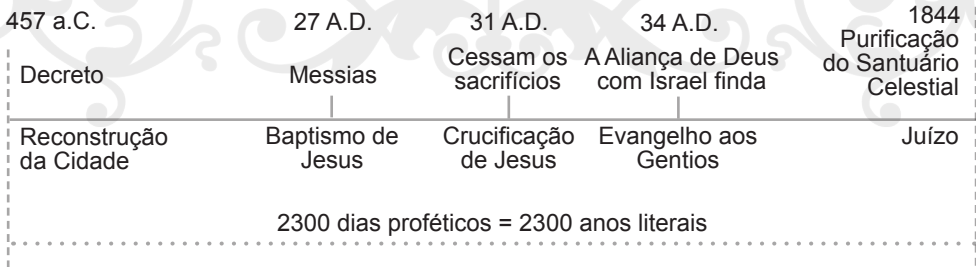 457 a.C.
Decreto
Reconstrução
da Cidade
27 A.D.
Messias
Baptismo de
Jesus
31 A.D.
Cessam os
sacrifícios
Crucificação
de Jesus
34 A.D.
A Aliança de Deus
com Israel finda
Evangelho aos
Gentios
1844
Purificação
do Santuário
Celestial
Juízo
2300 dias proféticos = 2300 anos literais